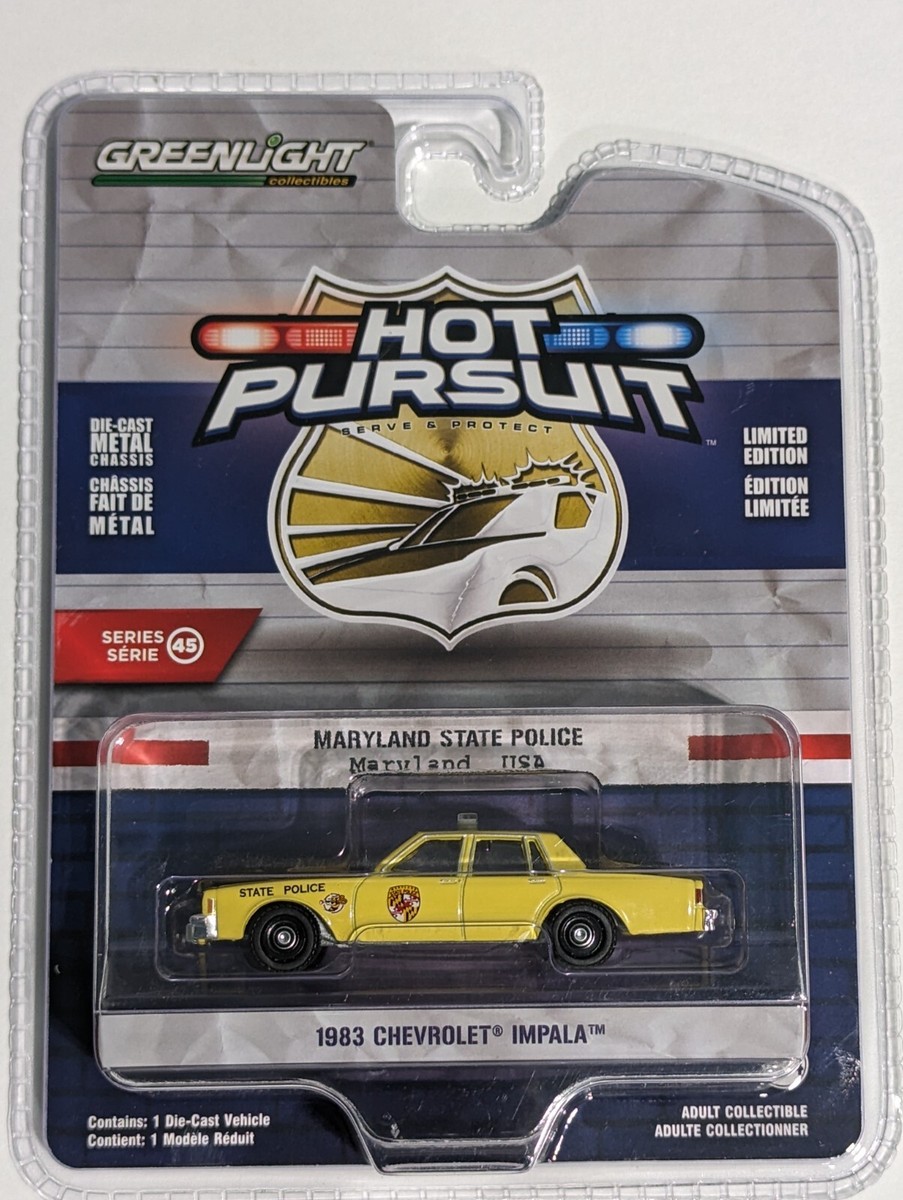 GREENLiGHT®
collectibles
HOT
PURSUIT™
SERVE & PROTECT
DIE-CAST
METAL
CHASSIS
CHÂSSIS
FAIT DE
MÉTAL
LIMITED
EDITION
ÉDITION
LIMITÉE
SERIES
SÉRIE
45
MARYLAND STATE POLICE
Maryland, USA
STATE POLICE
1983 CHEVROLET® IMPALA™
Contains: 1 Die-Cast Vehicle
Contient: 1 Modèle Réduit
ADULT COLLECTIBLE
ADULTE COLLECTIONNER